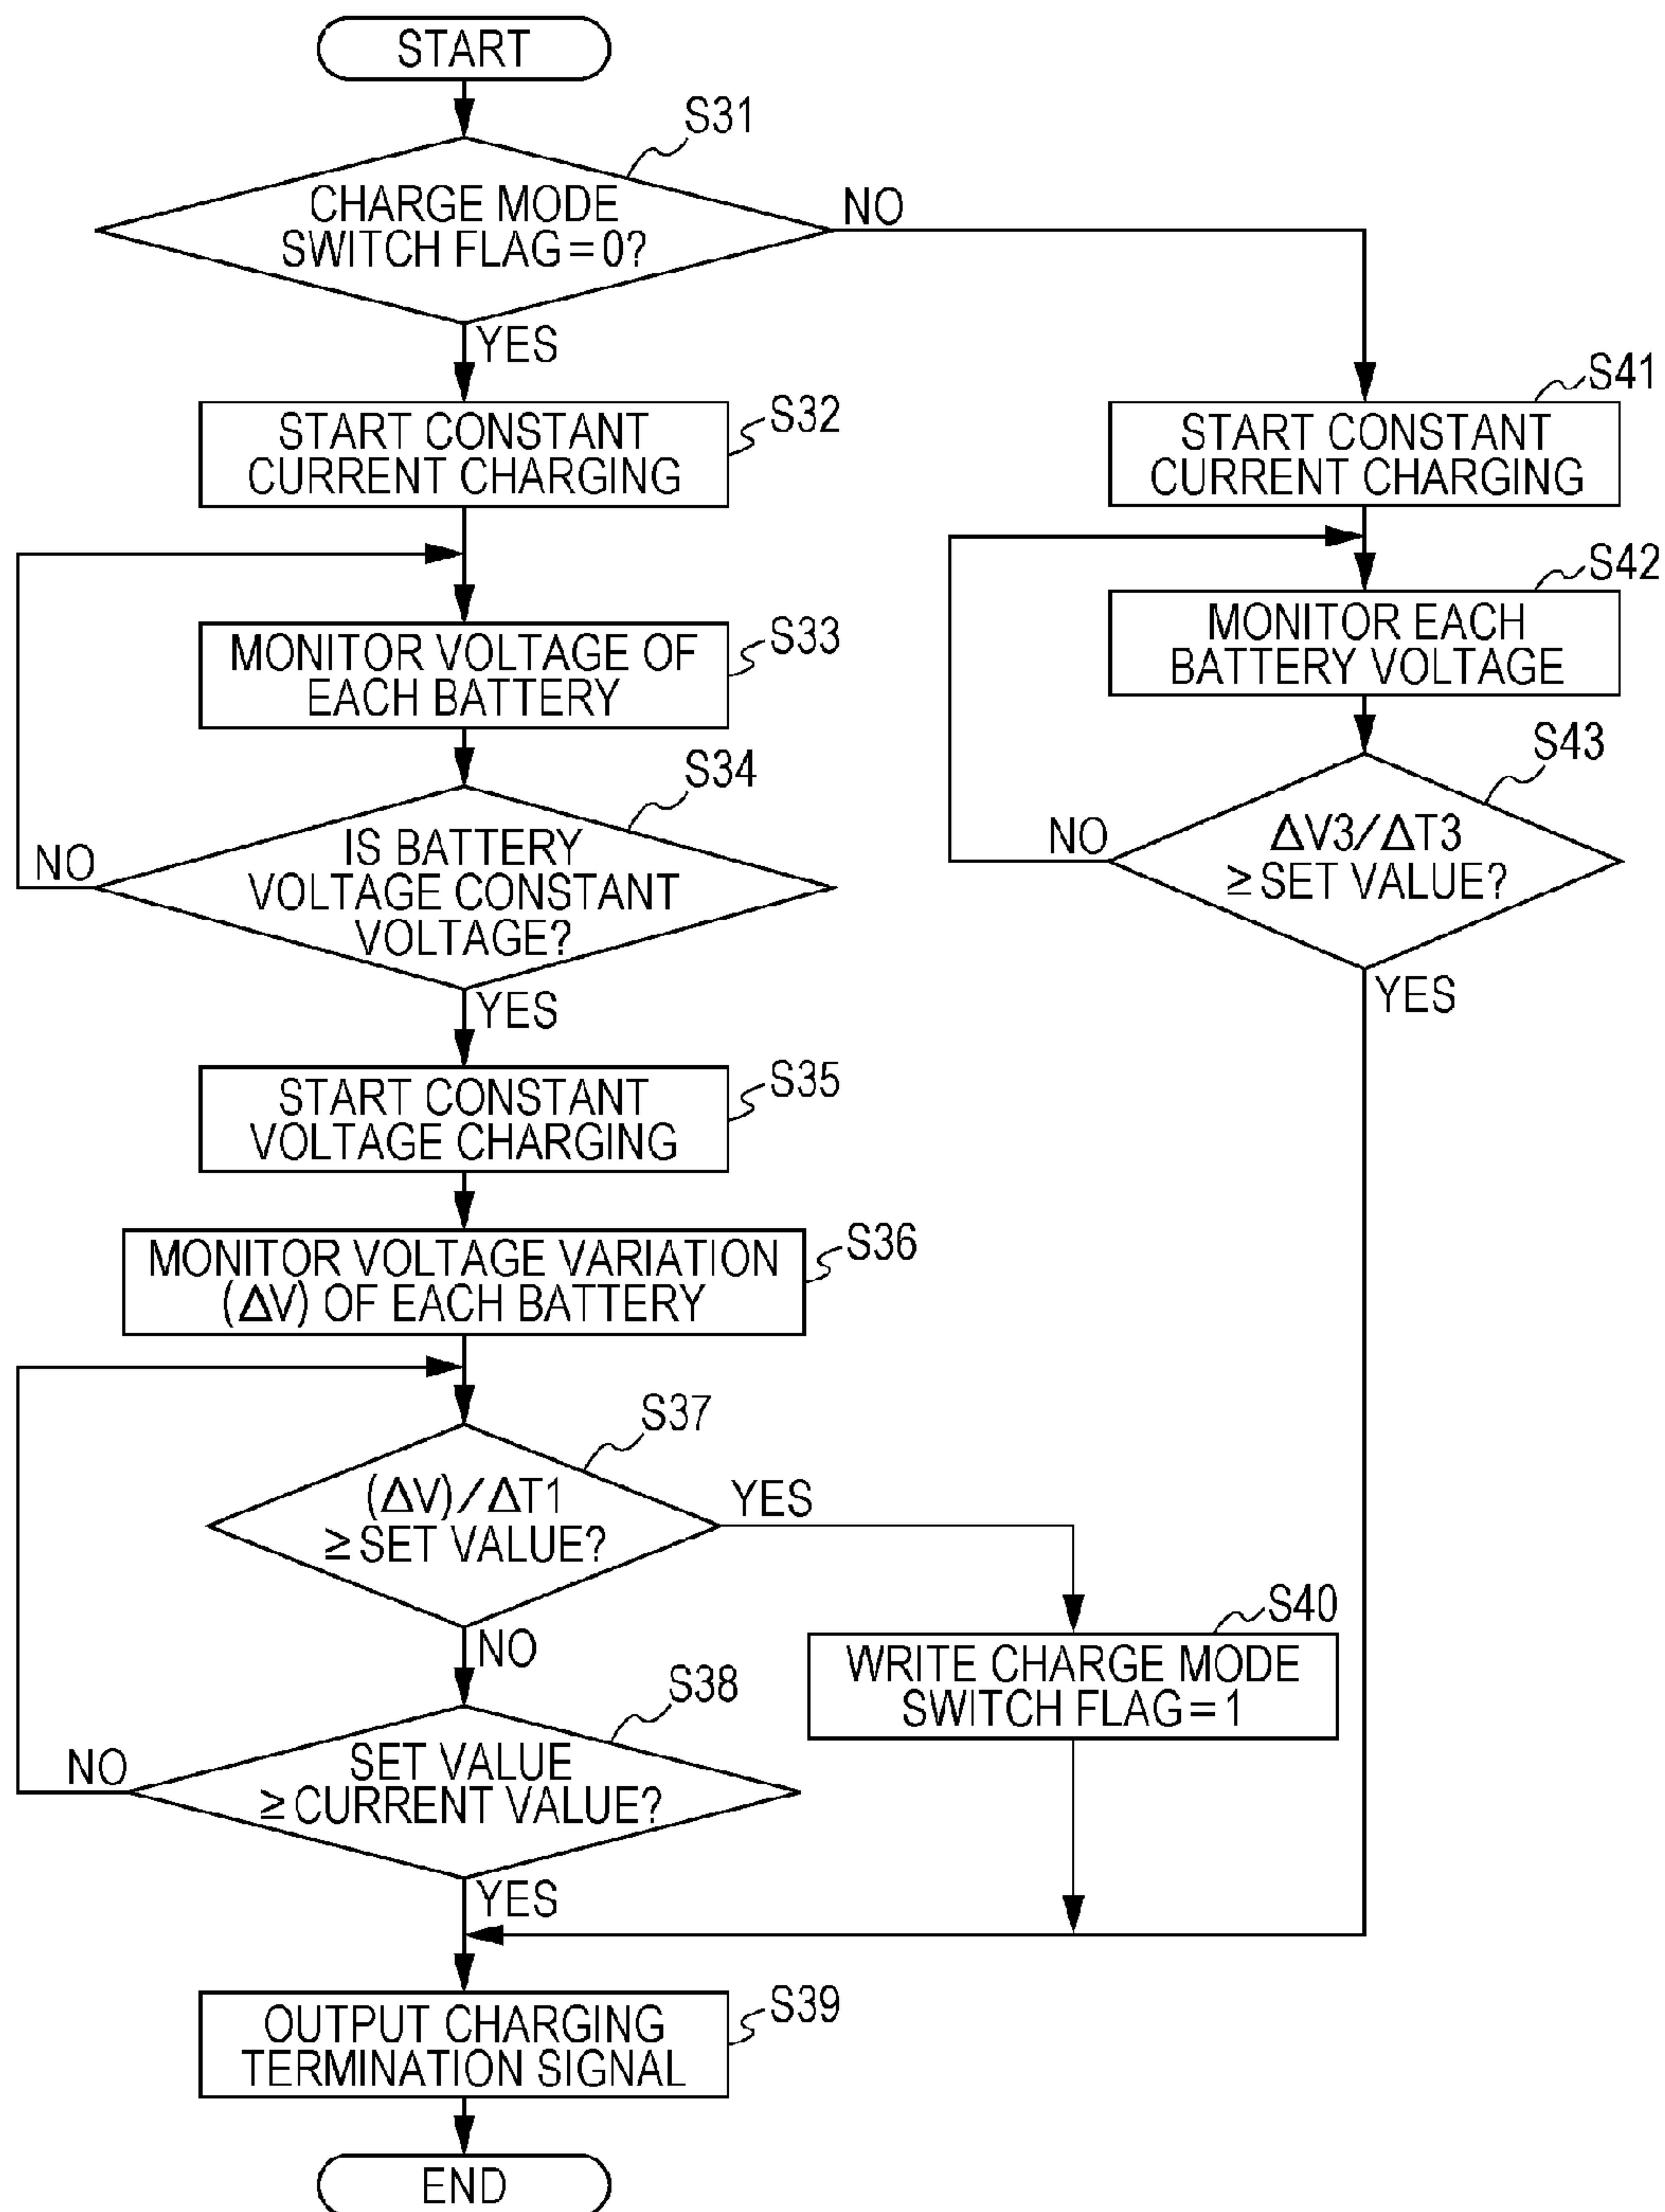 START
S31
CHARGE MODE
SWITCH FLAG=0?
NO
YES
S32
START CONSTANT
CURRENT CHARGING
S33
MONITOR VOLTAGE OF
EACH BATTERY
S34
IS BATTERY
VOLTAGE CONSTANT
VOLTAGE?
NO
YES
S35
START CONSTANT
VOLTAGE CHARGING
S36
MONITOR VOLTAGE VARIATION
(ΔV) OF EACH BATTERY
S37
(ΔV)/ΔT1
≥ SET VALUE?
YES
NO
S38
SET VALUE
≥ CURRENT VALUE?
NO
YES
S40
WRITE CHARGE MODE
SWITCH FLAG=1
S41
START CONSTANT
CURRENT CHARGING
S42
MONITOR EACH
BATTERY VOLTAGE
S43
ΔV3/ΔT3
≥ SET VALUE?
NO
YES
S39
OUTPUT CHARGING
TERMINATION SIGNAL
END